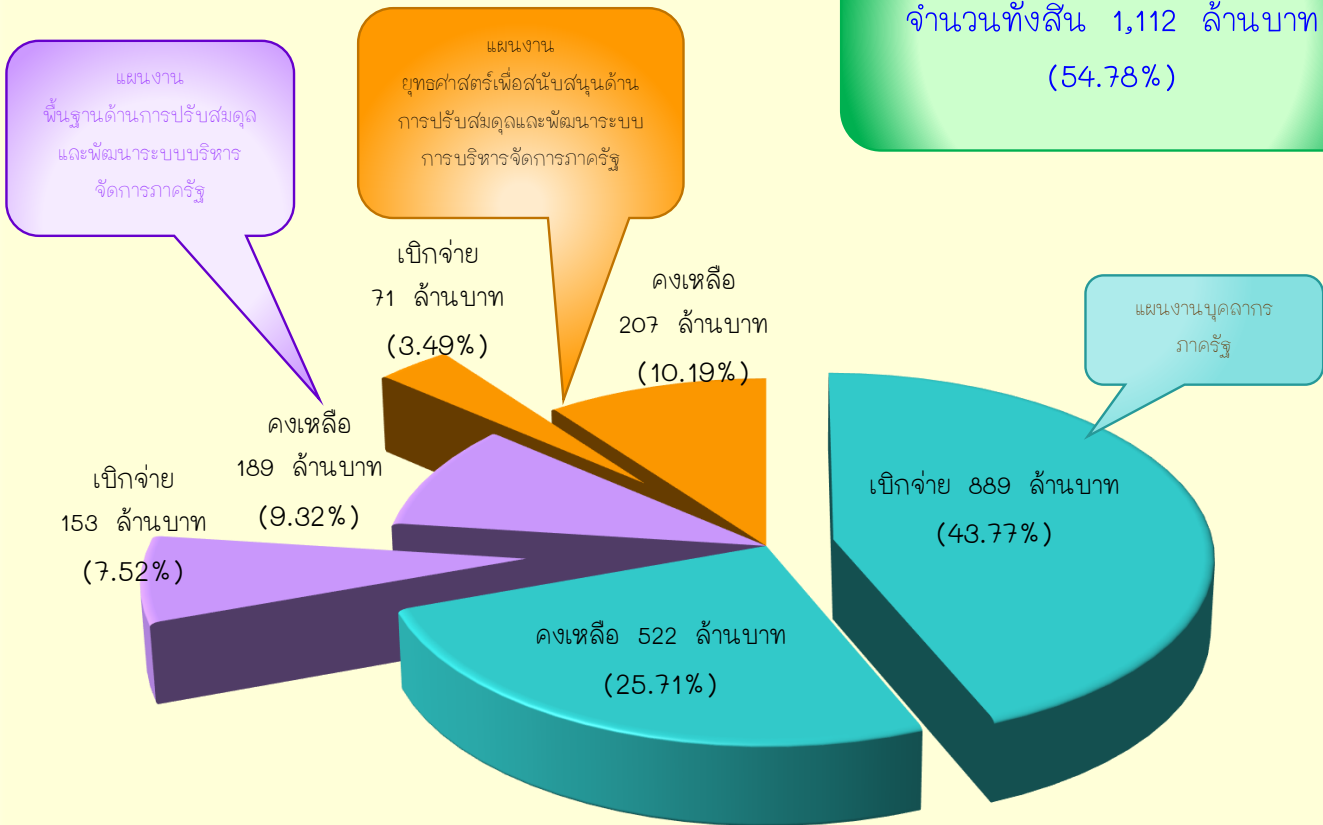 จำนวนทั้งสิ้น 1,112 ล้านบาท
(54.78%)
แผนงาน
พื้นฐานด้านการปรับสมดุล
และพัฒนาระบบบริหาร
จัดการภาครัฐ
แผนงาน
ยุทธศาสตร์เพื่อสนับสนุนด้าน
การปรับสมดุลและพัฒนาระบบ
การบริหารจัดการภาครัฐ
เบิกจ่าย
71 ล้านบาท
(3.49%)
คงเหลือ
207 ล้านบาท
(10.19%)
แผนงานบุคลากร
ภาครัฐ
คงเหลือ
189 ล้านบาท
(9.32%)
เบิกจ่าย
153 ล้านบาท
(7.52%)
เบิกจ่าย 889 ล้านบาท
(43.77%)
คงเหลือ 522 ล้านบาท
(25.71%)